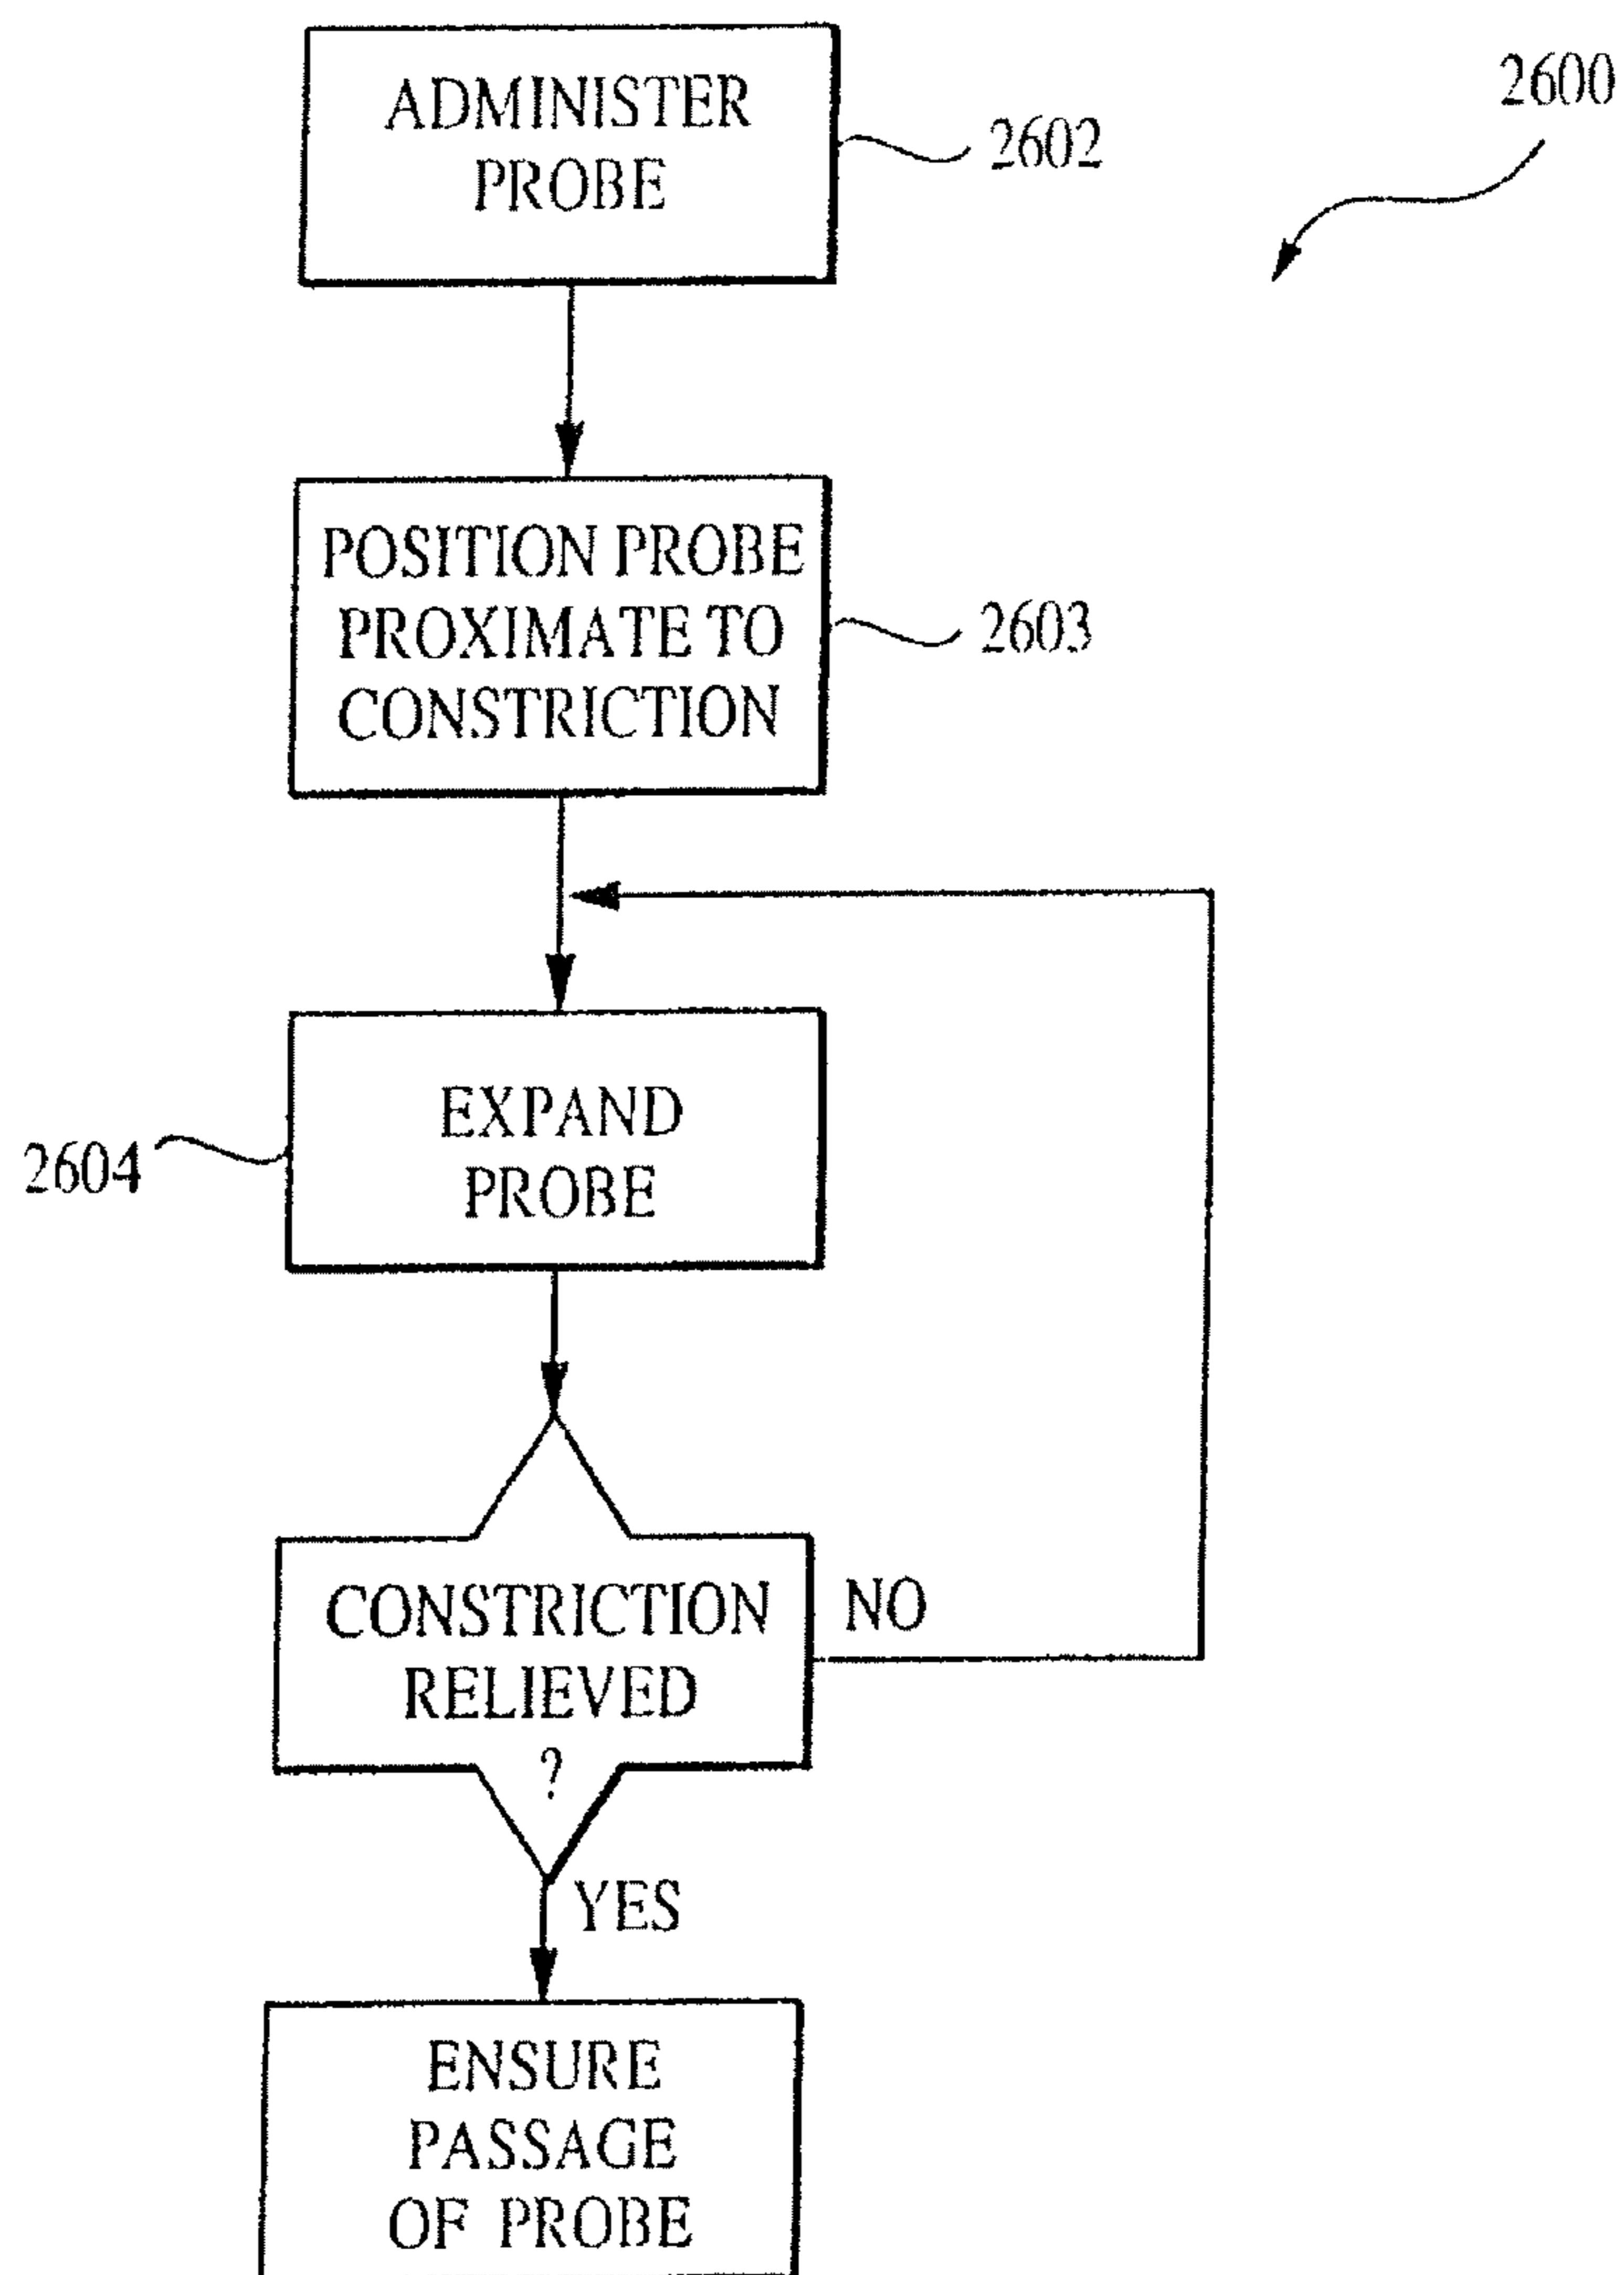 2600
ADMINISTER
PROBE
2602
POSITION PROBE
PROXIMATE TO
CONSTRICTION
2603
EXPAND
PROBE
2604
CONSTRICTION
RELIEVED
?
NO
YES
ENSURE
PASSAGE
OF PROBE